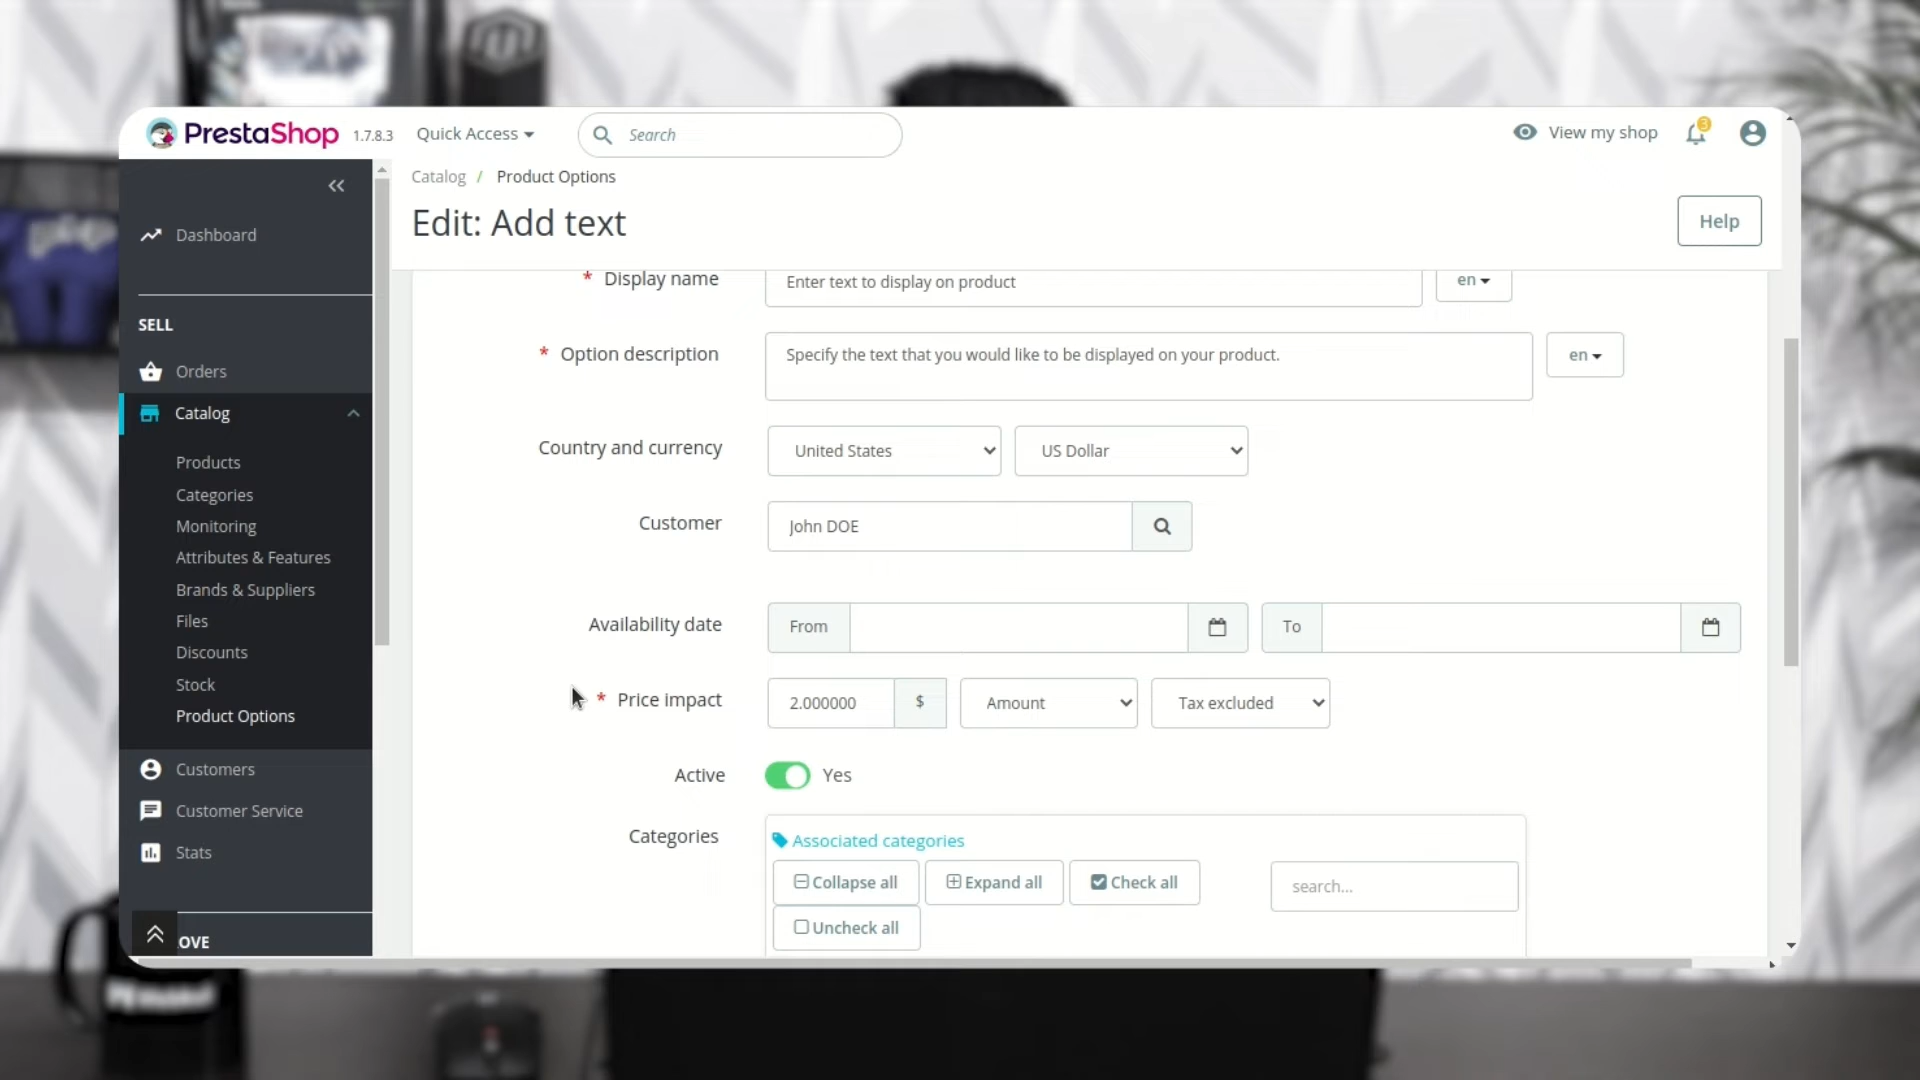 PrestaShop 1.7.8.3 Quick Access Search View my shop 3
Catalog / Product Options
Edit: Add text Help
Dashboard
SELL
Orders
Catalog
Products
Categories
Monitoring
Attributes & Features
Brands & Suppliers
Files
Discounts
Stock
Product Options
Customers
Customer Service
Stats
OVE
* Display name Enter text to display on product en
* Option description Specify the text that you would like to be displayed on your product. en
Country and currency United States US Dollar
Customer John DOE
Availability date From To
* Price impact 2.000000 $ Amount Tax excluded
Active Yes
Categories Associated categories
Collapse all Expand all Check all search...
Uncheck all